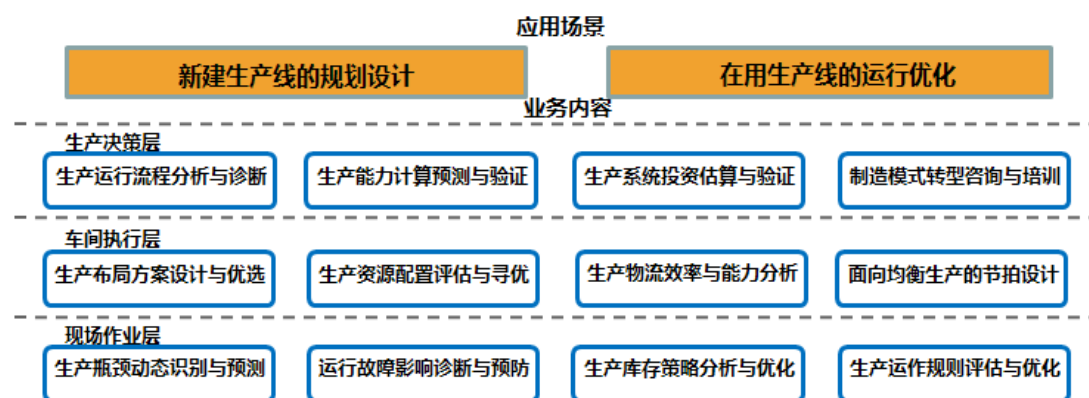 应用场景
新建生产线的规划设计
在用生产线的运行优化
业务内容
生产决策层
生产运行流程分析与诊断
生产能力计算预测与验证
生产系统投资估算与验证
制造模式转型咨询与培训
车间执行层
生产布局方案设计与优选
生产资源配置评估与寻优
生产物流效率与能力分析
面向均衡生产的节拍设计
现场作业层
生产瓶颈动态识别与预测
运行故障影响诊断与预防
生产库存策略分析与优化
生产运作规则评估与优化